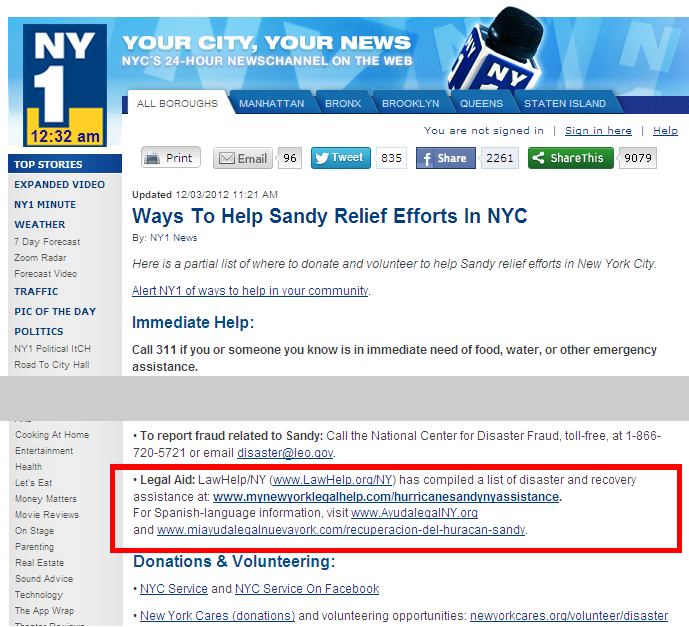 NY
1
12:32 am
YOUR CITY, YOUR NEWS
NYC'S 24-HOUR NEWSCHANNEL ON THE WEB
NY
1
ALL BOROUGHS MANHATTAN BRONX BROOKLYN QUEENS STATEN ISLAND
You are not signed in | Sign in here | Help
Print Email 96 Tweet 835 Share 2261 ShareThis 9079
TOP STORIES
EXPANDED VIDEO
NY1 MINUTE
WEATHER
7 Day Forecast
Zoom Radar
Forecast Video
TRAFFIC
PIC OF THE DAY
POLITICS
NY1 Political ItCH
Road To City Hall
Updated 12/03/2012 11:21 AM
Ways To Help Sandy Relief Efforts In NYC
By: NY1 News
Here is a partial list of where to donate and volunteer to help Sandy relief efforts in New York City.
Alert NY1 of ways to help in your community.
Immediate Help:
Call 311 if you or someone you know is in immediate need of food, water, or other emergency
assistance.
Cooking At Home
Entertainment
Health
Let's Eat
Money Matters
Movie Reviews
On Stage
Parenting
Real Estate
Sound Advice
Technology
The App Wrap
Theater Reviews
• To report fraud related to Sandy: Call the National Center for Disaster Fraud, toll-free, at 1-866-
720-5721 or email disaster@leo.gov.
• Legal Aid: LawHelp/NY (www.LawHelp.org/NY) has compiled a list of disaster and recovery
assistance at: www.mynewyorklegalhelp.com/hurricanesandynyassistance.
For Spanish-language information, visit www.AyudalegalNY.org
and www.miayudalegalnuevayork.com/recuperacion-del-huracan-sandy.
Donations & Volunteering:
• NYC Service and NYC Service On Facebook
• New York Cares (donations) and volunteering opportunities: newyorkcares.org/volunteer/disaster